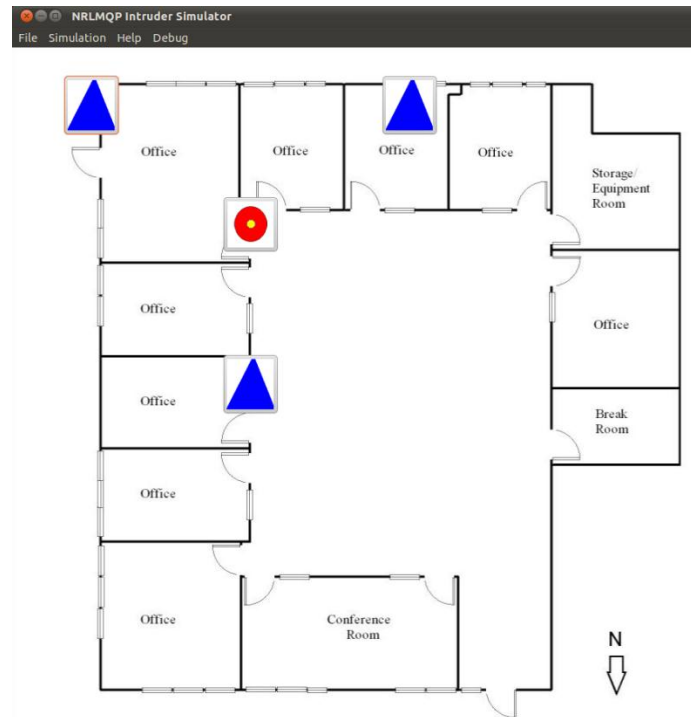 NRLMQP Intruder Simulator
File Simulation Help Debug
Office
Office
Office
Office
Storage/
Equipment
Room
Office
Office
Office
Break
Room
Office
Office
Conference
Room
N